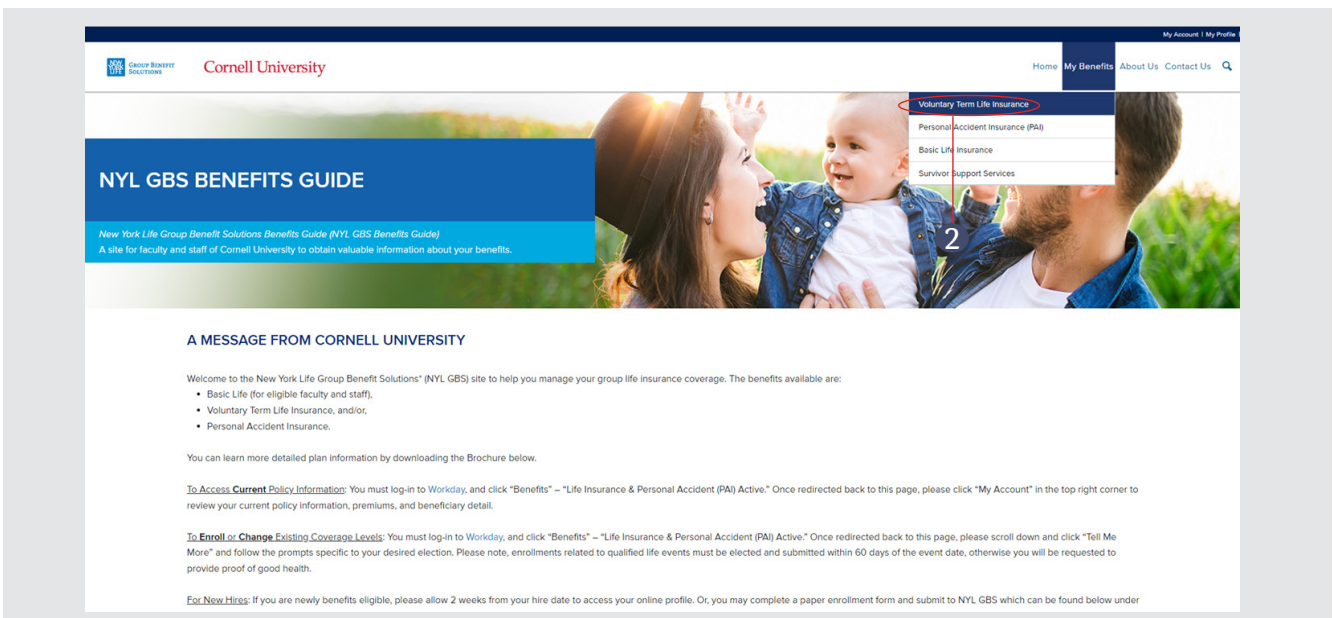 My Account | My Profile |
NEW YORK LIFE
GROUP BENEFIT
SOLUTIONS
Cornell University
Home My Benefits About Us Contact Us
Voluntary Term Life Insurance
Personal Accident Insurance (PAI)
Basic Life Insurance
Survivor Support Services
2
NYL GBS BENEFITS GUIDE
New York Life Group Benefit Solutions Benefits Guide (NYL GBS Benefits Guide)
A site for faculty and staff of Cornell University to obtain valuable information about your benefits.
A MESSAGE FROM CORNELL UNIVERSITY
Welcome to the New York Life Group Benefit Solutions* (NYL GBS) site to help you manage your group life insurance coverage. The benefits available are:
• Basic Life (for eligible faculty and staff),
• Voluntary Term Life Insurance, and/or,
• Personal Accident Insurance.
You can learn more detailed plan information by downloading the Brochure below.
To Access Current Policy Information: You must log-in to Workday, and click “Benefits” – “Life Insurance & Personal Accident (PAI) Active.” Once redirected back to this page, please click “My Account” in the top right corner to
review your current policy information, premiums, and beneficiary detail.
To Enroll or Change Existing Coverage Levels: You must log-in to Workday, and click “Benefits” – “Life Insurance & Personal Accident (PAI) Active.” Once redirected back to this page, please scroll down and click “Tell Me
More” and follow the prompts specific to your desired election. Please note, enrollments related to qualified life events must be elected and submitted within 60 days of the event date, otherwise you will be requested to
provide proof of good health.
For New Hires: If you are newly benefits eligible, please allow 2 weeks from your hire date to access your online profile. Or, you may complete a paper enrollment form and submit to NYL GBS which can be found below under